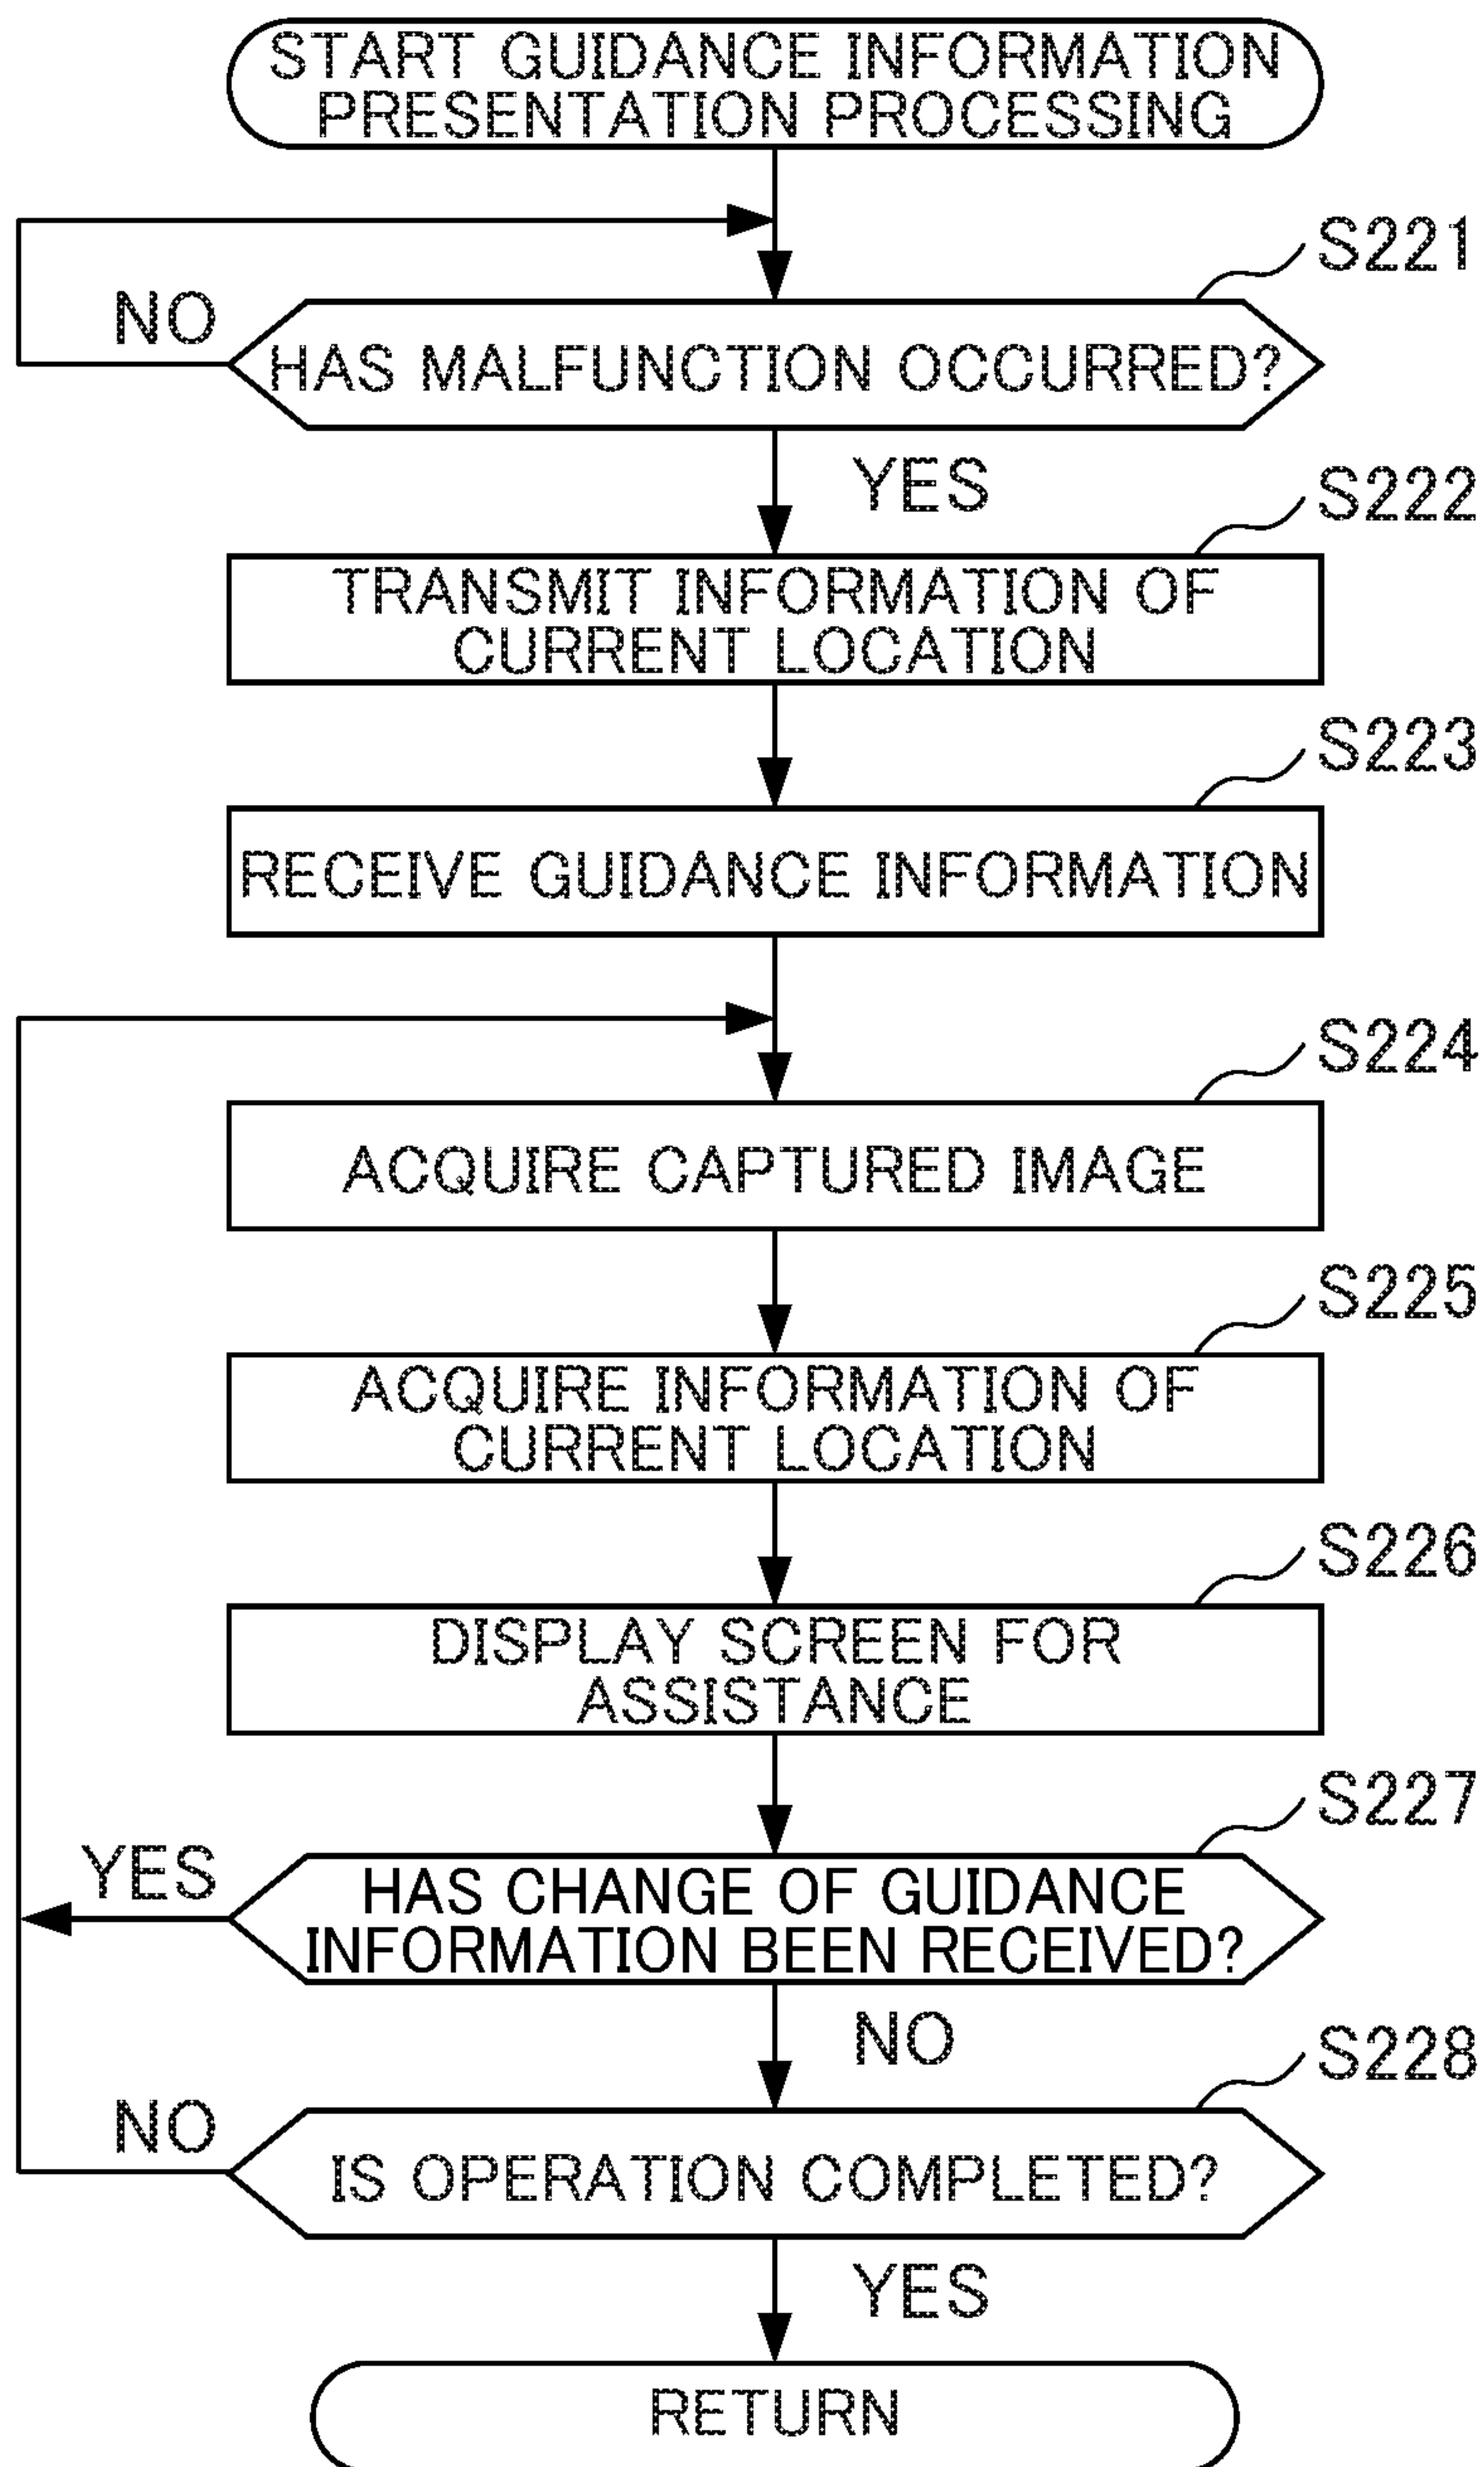 START GUIDANCE INFORMATION
PRESENTATION PROCESSING
S221
NO
HAS MALFUNCTION OCCURRED?
YES
S222
TRANSMIT INFORMATION OF
CURRENT LOCATION
S223
RECEIVE GUIDANCE INFORMATION
S224
ACQUIRE CAPTURED IMAGE
S225
ACQUIRE INFORMATION OF
CURRENT LOCATION
S226
DISPLAY SCREEN FOR
ASSISTANCE
S227
YES
HAS CHANGE OF GUIDANCE
INFORMATION BEEN RECEIVED?
NO
S228
NO
IS OPERATION COMPLETED?
YES
RETURN